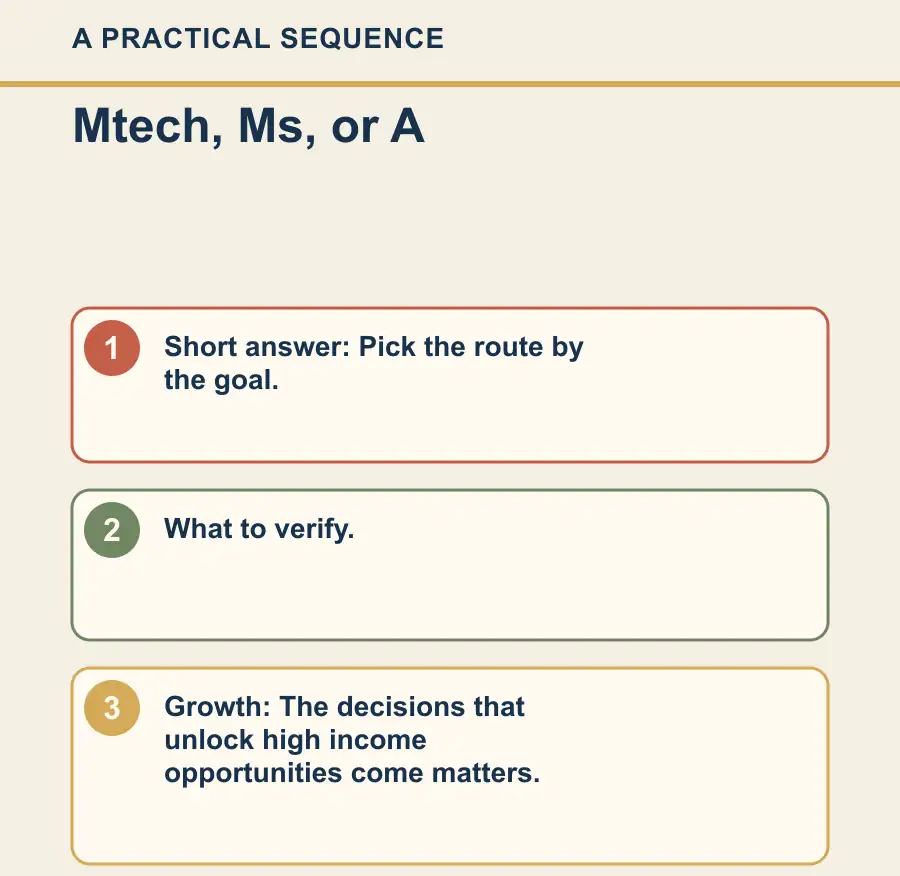 A PRACTICAL SEQUENCE
Mtech, Ms, or A
1
Short answer: Pick the route by
the goal.
2
What to verify.
3
Growth: The decisions that
unlock high income
opportunities come matters.